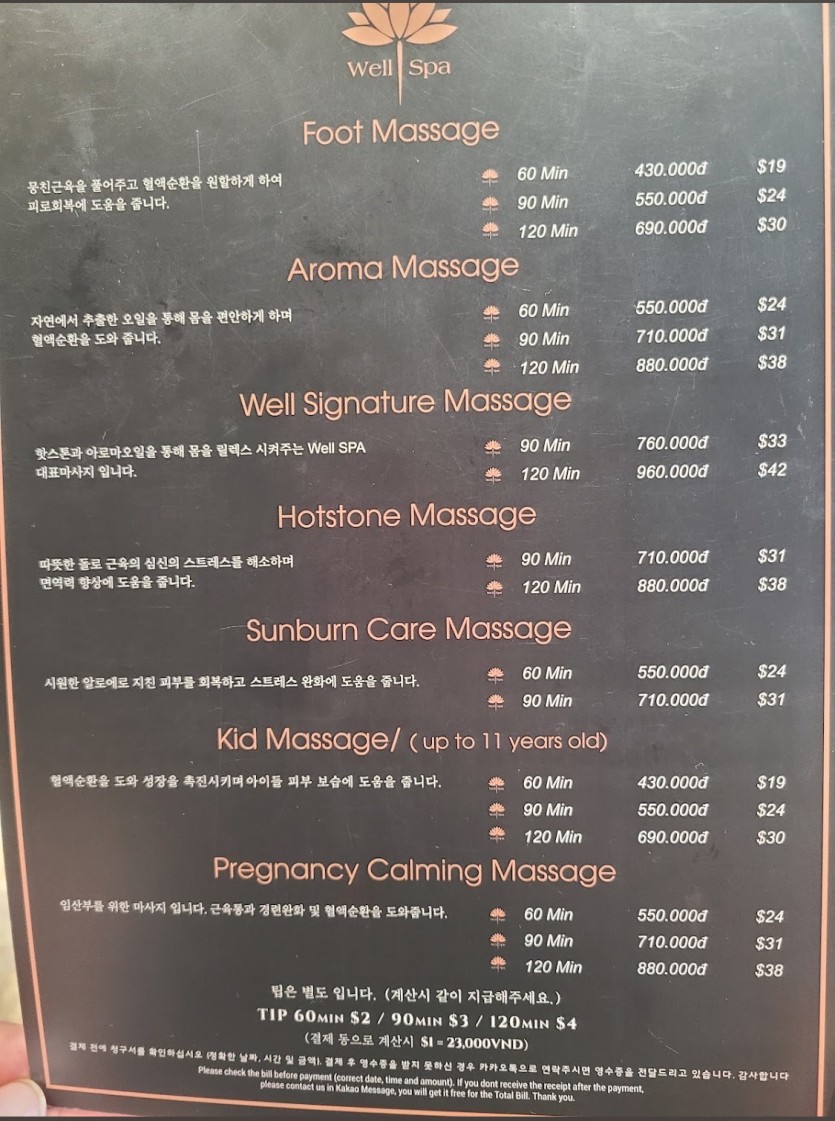 Well Spa
Foot Massage
뭉친근육을 풀어주고 혈액순환을 원할하게 하여
피로회복에 도움을 줍니다.
60 Min 430.000đ $19
90 Min 550.000đ $24
120 Min 690.000đ $30
Aroma Massage
자연에서 추출한 오일을 통해 몸을 편안하게 하며
혈액순환을 도와 줍니다.
60 Min 550.000đ $24
90 Min 710.000đ $31
120 Min 880.000đ $38
Well Signature Massage
핫스톤과 아로마오일을 통해 몸을 릴렉스 시켜주는 Well SPA
대표마사지 입니다.
90 Min 760.000đ $33
120 Min 960.000đ $42
Hotstone Massage
따뜻한 돌로 근육의 심신의 스트레스를 해소하며
면역력 향상에 도움을 줍니다.
90 Min 710.000đ $31
120 Min 880.000đ $38
Sunburn Care Massage
시원한 알로에로 지친 피부를 회복하고 스트레스 완화에 도움을 줍니다.
60 Min 550.000đ $24
90 Min 710.000đ $31
Kid Massage/ (up to 11 years old)
혈액순환을 도와 성장을 촉진시키며 아이들 피부 보습에 도움을 줍니다.
60 Min 430.000đ $19
90 Min 550.000đ $24
120 Min 690.000đ $30
Pregnancy Calming Massage
임산부를 위한 마사지 입니다. 근육통과 경련완화 및 혈액순환을 도와줍니다.
60 Min 550.000đ $24
90 Min 710.000đ $31
120 Min 880.000đ $38
팁은 별도 입니다. (계산시 같이 지급해주세요.)
TIP 60MIN $2 / 90MIN $3 / 120MIN $4
(결제 동으로 계산시 $1 = 23,000VND)
결제 전에 청구서를 확인하십시오 (정확한 날짜, 시간 및 금액). 결제 후 영수증을 받지 못하신 경우 카카오톡으로 연락주시면 영수증을 전달드리고 있습니다. 감사합니다
Please check the bill before payment (correct date, time and amount). If you dont receive the receipt after the payment,
please contact us in Kakao Message, you will get it free for the Total Bill. Thank you.